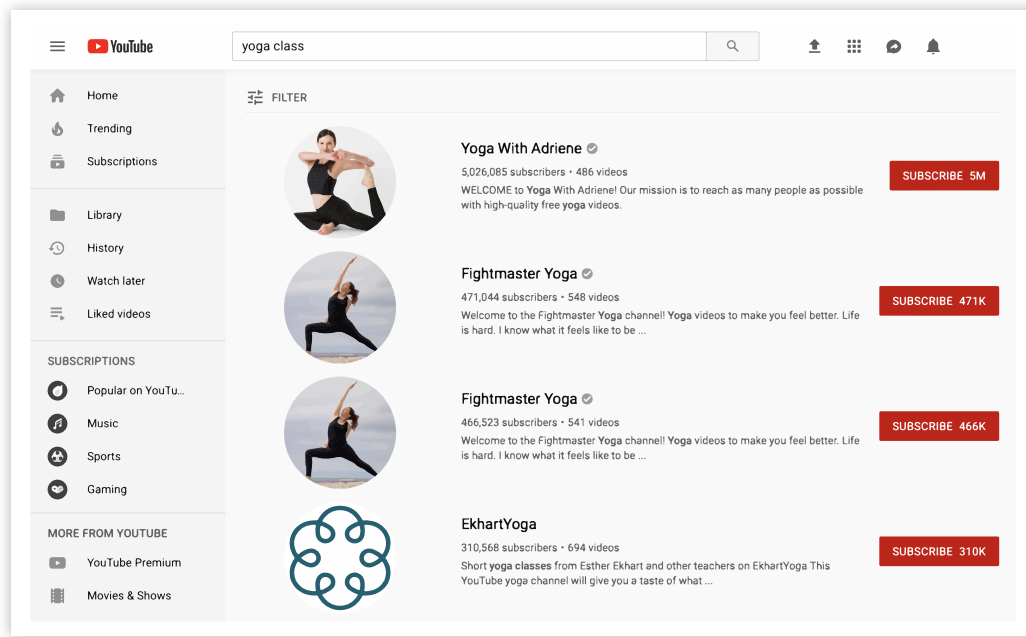 YouTube
yoga class
Home
Trending
Subscriptions
Library
History
Watch later
Liked videos
SUBSCRIPTIONS
Popular on YouTu...
Music
Sports
Gaming
MORE FROM YOUTUBE
YouTube Premium
Movies & Shows
FILTER
Yoga With Adriene
5,026,085 subscribers • 486 videos
WELCOME to Yoga With Adriene! Our mission is to reach as many people as possible
with high-quality free yoga videos.
SUBSCRIBE 5M
Fightmaster Yoga
471,044 subscribers • 548 videos
Welcome to the Fightmaster Yoga channel! Yoga videos to make you feel better. Life
is hard. I know what it feels like to be ...
SUBSCRIBE 471K
Fightmaster Yoga
466,523 subscribers • 541 videos
Welcome to the Fightmaster Yoga channel! Yoga videos to make you feel better. Life
is hard. I know what it feels like to be ...
SUBSCRIBE 466K
EkhartYoga
310,568 subscribers • 694 videos
Short yoga classes from Esther Ekhart and other teachers on EkhartYoga This
YouTube yoga channel will give you a taste of what ...
SUBSCRIBE 310K